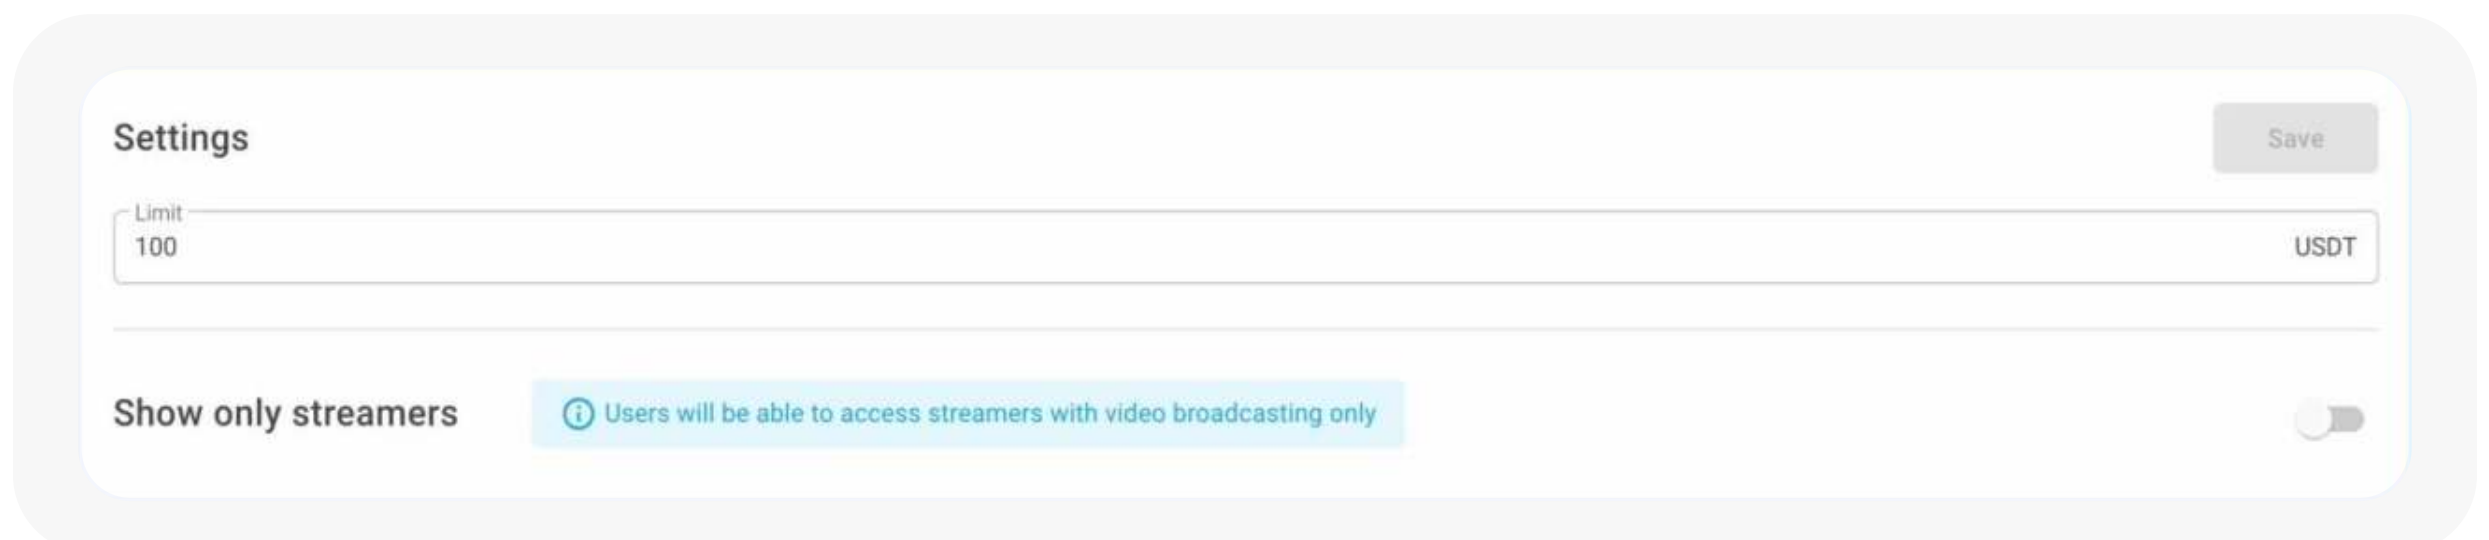 Settings
Save
Limit
100
USDT
Show only streamers
Users will be able to access streamers with video broadcasting only